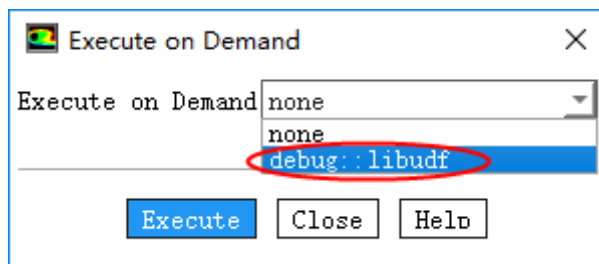 Execute on Demand
Execute on Demand none
none
debug::libudf
Execute Close Help